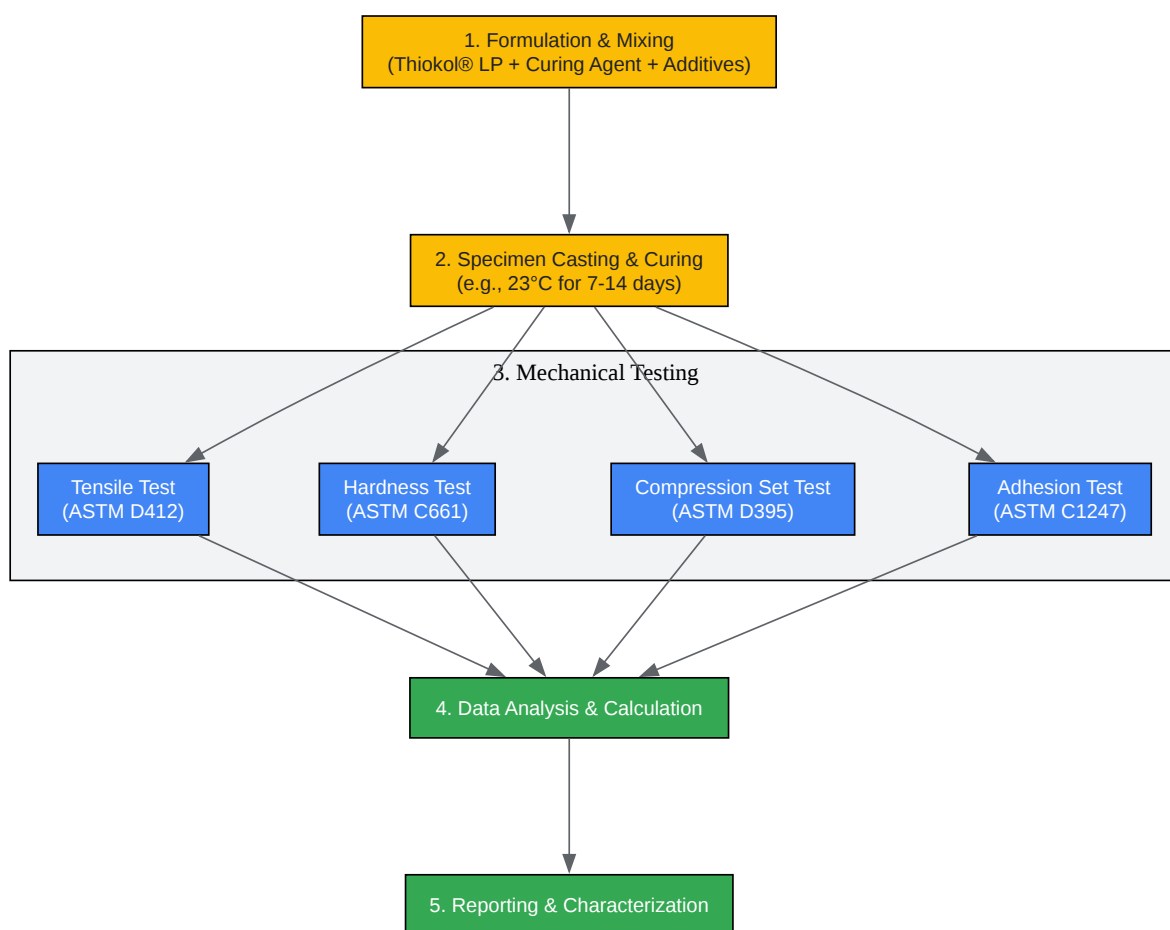 1. Formulation & Mixing
(Thiokol® LP + Curing Agent + Additives)
2. Specimen Casting & Curing
(e.g., 23°C for 7-14 days)
3. Mechanical Testing
Tensile Test
(ASTM D412)
Hardness Test
(ASTM C661)
Compression Set Test
(ASTM D395)
Adhesion Test
(ASTM C1247)
4. Data Analysis & Calculation
5. Reporting & Characterization